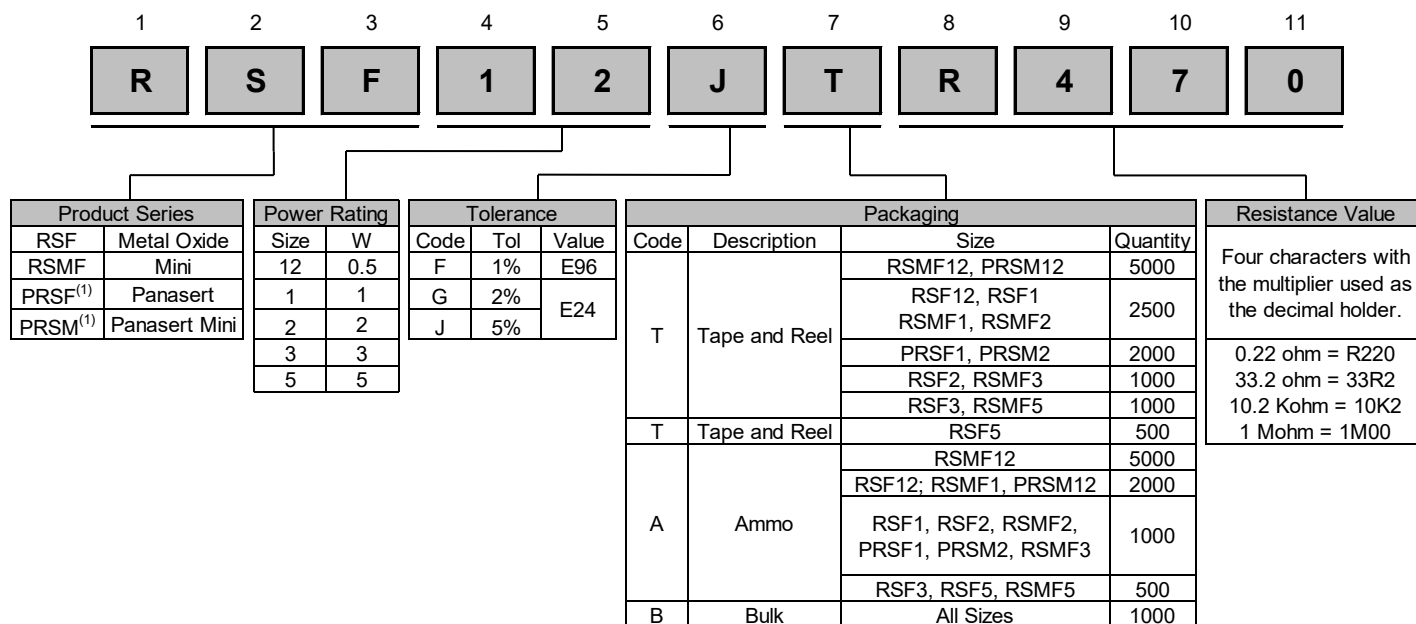 1 2 3 4 5 6 7 8 9 10 11
R S F 1 2 J T R 4 7 0
Product Series
RSF Metal Oxide
RSMF Mini
PRSF(1) Panasert
PRSM(1) Panasert Mini
Power Rating
Size W
12 0.5
1 1
2 2
3 3
5 5
Tolerance
Code Tol Value
F 1% E96
G 2% E24
J 5%
Packaging
Code Description Size Quantity
T Tape and Reel
RSMF12, PRSM12 5000
RSF12, RSF1
RSMF1, RSMF2
2500
PRSF1, PRSM2 2000
RSF2, RSMF3 1000
RSF3, RSMF5 1000
T Tape and Reel RSF5 500
A Ammo
RSMF12 5000
RSF12; RSMF1, PRSM12 2000
RSF1, RSF2, RSMF2,
PRSF1, PRSM2, RSMF3
1000
RSF3, RSF5, RSMF5 500
B Bulk All Sizes 1000
Resistance Value
Four characters with
the multiplier used as
the decimal holder.
0.22 ohm = R220
33.2 ohm = 33R2
10.2 Kohm = 10K2
1 Mohm = 1M00